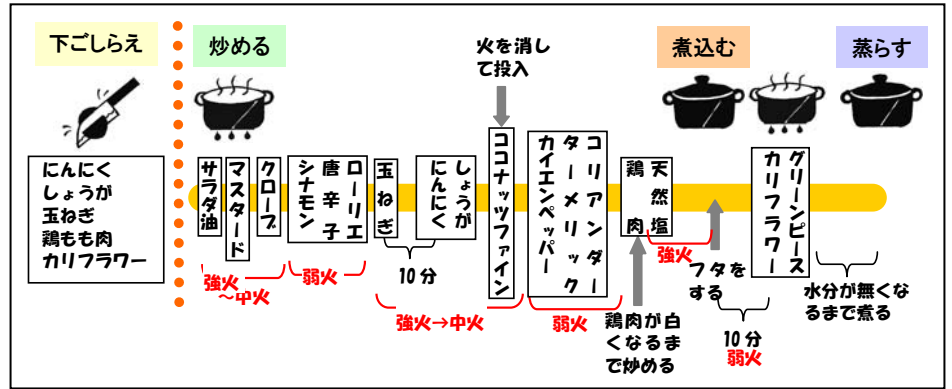 下ごしらえ
炒める
火を消し
て投入
煮込む
蒸らす
にんにく
しょうが
玉ねぎ
鶏もも肉
カリフラワー
サラダ油
マスタード
クローブ
ローリエ
唐辛子
シナモン
玉ねぎ
しょうが
にんにく
ココナッツファイン
コリアンダー
ターメリック
カイエンペッパー
天然塩
鶏肉
グリーンピース
カリフラワー
強火
～中火
弱火
10分
強火→中火
弱火
強火
鶏肉が白
くなるま
で炒める
フタを
する
10分
弱火
水分が無くな
るまで煮る